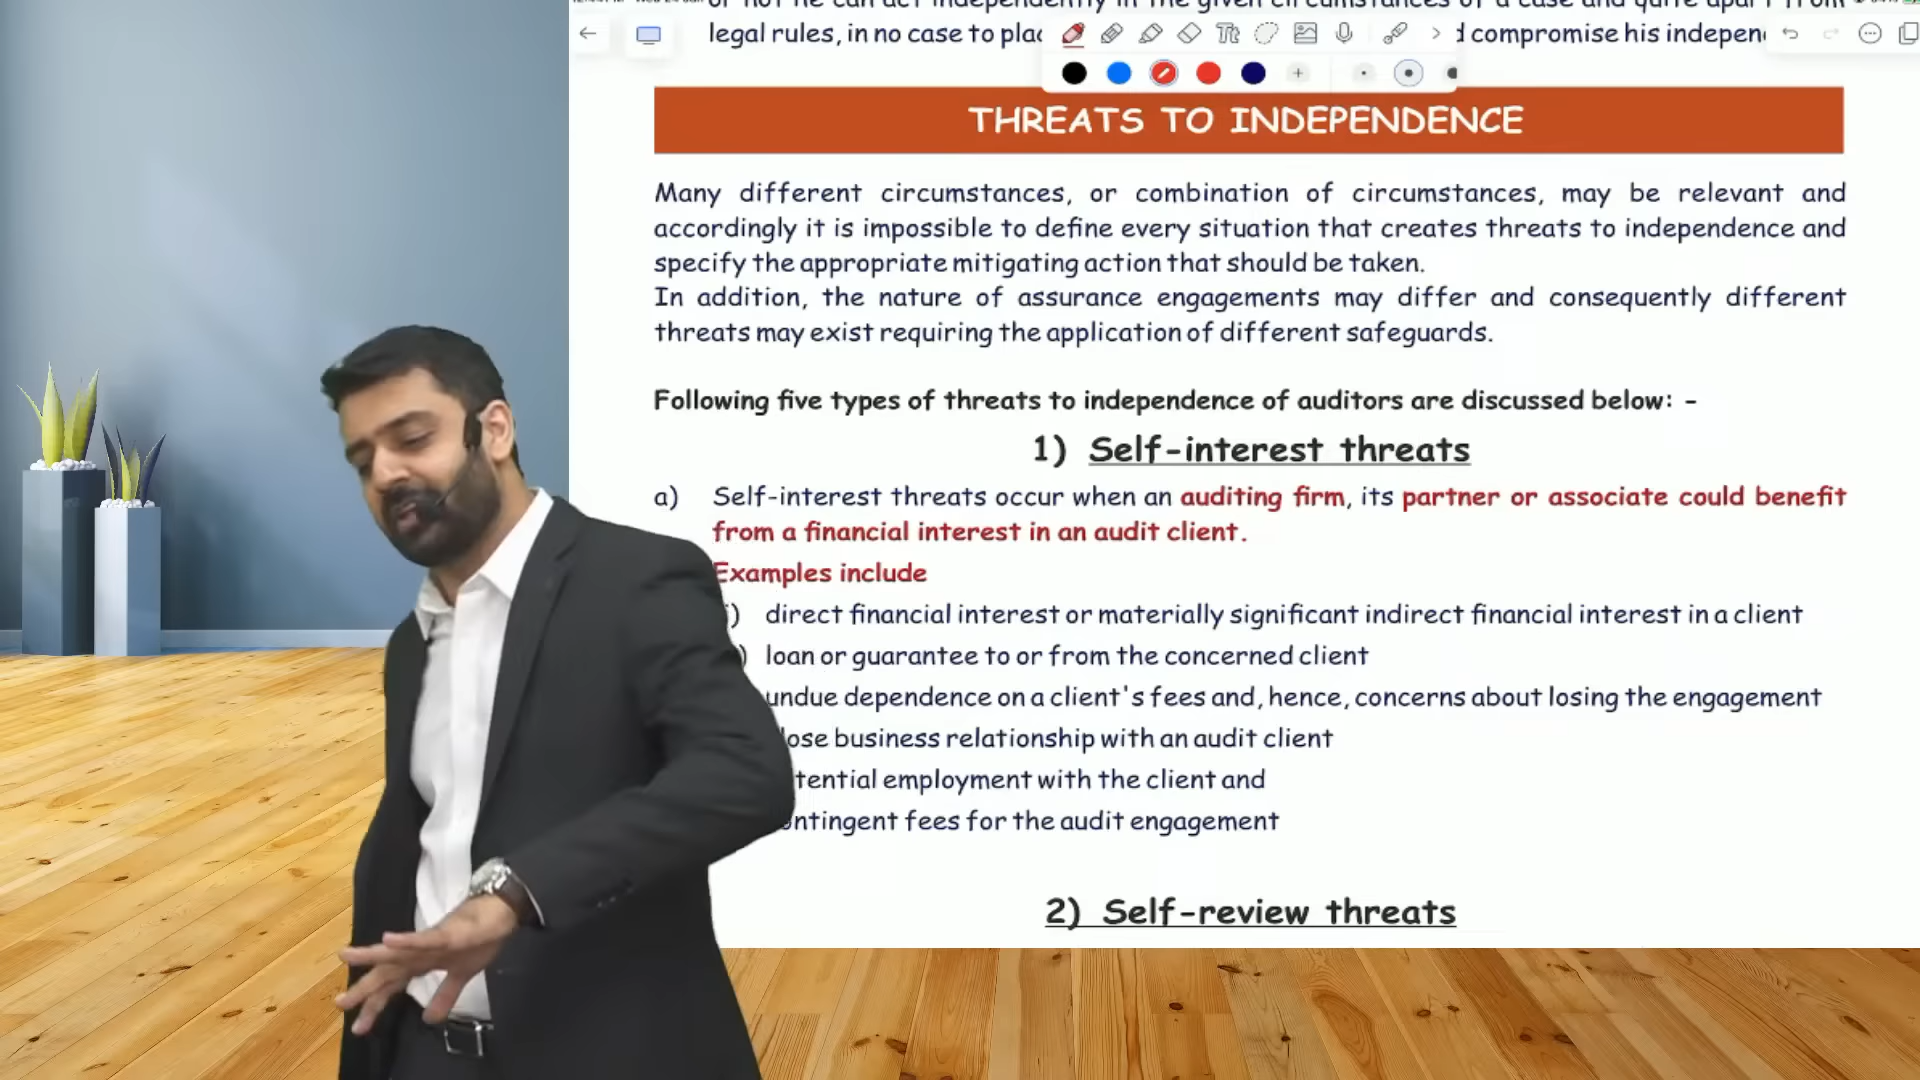 legal rules, in no case to plac
d compromise his indepen
THREATS TO INDEPENDENCE
Many different circumstances, or combination of circumstances, may be relevant and
accordingly it is impossible to define every situation that creates threats to independence and
specify the appropriate mitigating action that should be taken.
In addition, the nature of assurance engagements may differ and consequently different
threats may exist requiring the application of different safeguards.
Following five types of threats to independence of auditors are discussed below: -
1) Self-interest threats
a) Self-interest threats occur when an auditing firm, its partner or associate could benefit
from a financial interest in an audit client.
Examples include
i) direct financial interest or materially significant indirect financial interest in a client
) loan or guarantee to or from the concerned client
undue dependence on a client's fees and, hence, concerns about losing the engagement
lose business relationship with an audit client
tential employment with the client and
ontingent fees for the audit engagement
2) Self-review threats